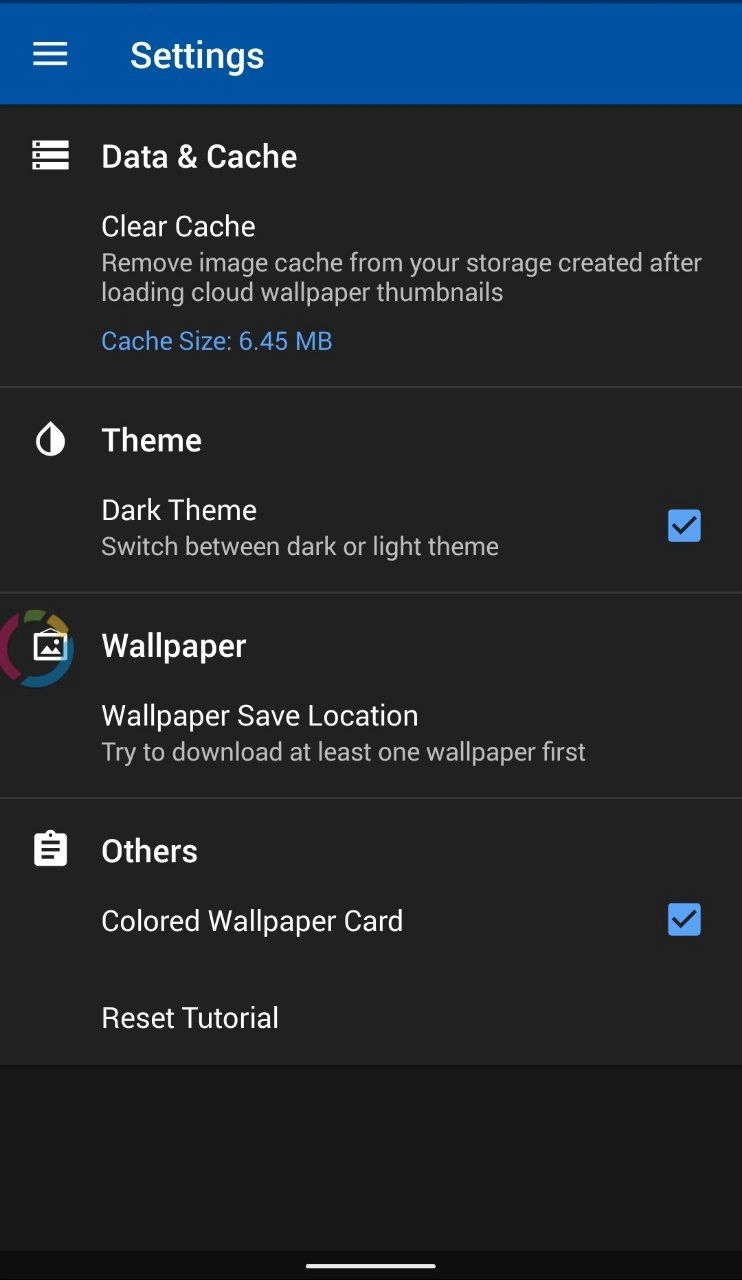 Settings
Data & Cache
Clear Cache
Remove image cache from your storage created after
loading cloud wallpaper thumbnails
Cache Size: 6.45 MB
Theme
Dark Theme
Switch between dark or light theme
Wallpaper
Wallpaper Save Location
Try to download at least one wallpaper first
Others
Colored Wallpaper Card
Reset Tutorial